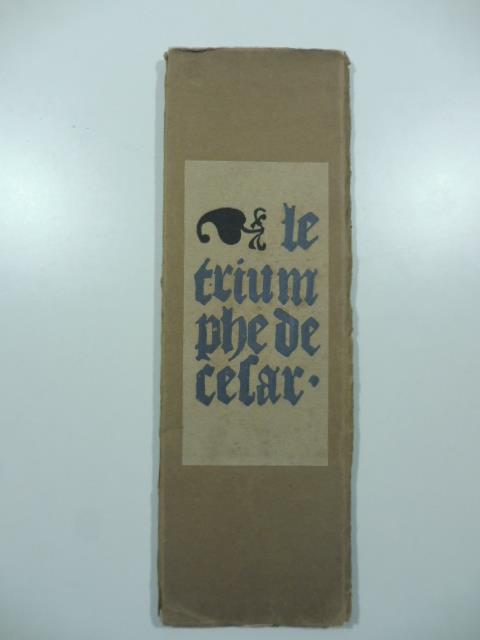 le
trium
phe de
cesar.